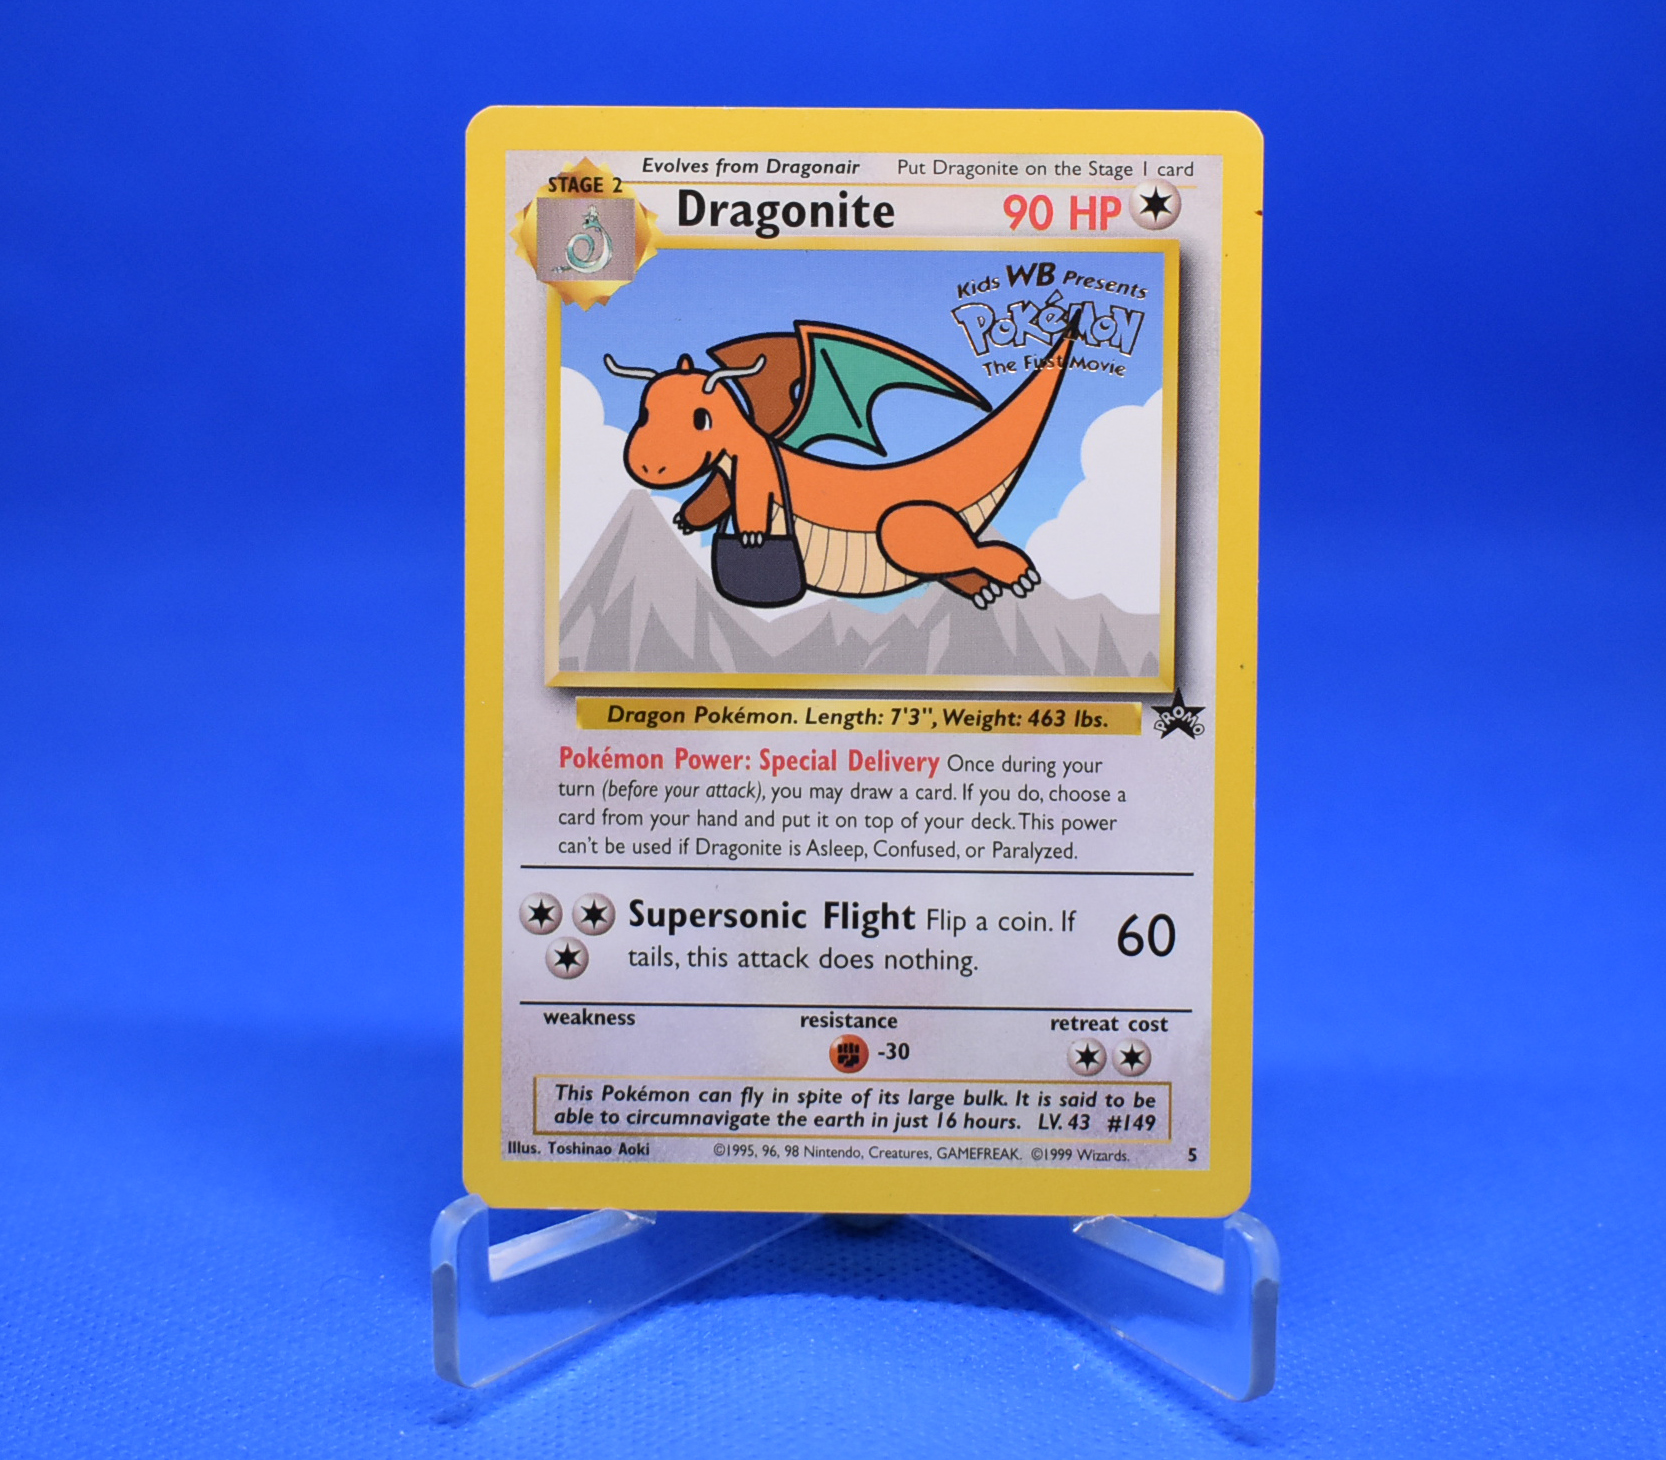 Evolves from Dragonair Put Dragonite on the Stage 1 card
STAGE 2
Dragonite 90 HP
Kids WB Presents
POKéMON
The First Movie
Dragon Pokémon. Length: 7'3", Weight: 463 lbs.
PROMO
Pokémon Power: Special Delivery Once during your
turn (before your attack), you may draw a card. If you do, choose a
card from your hand and put it on top of your deck. This power
can't be used if Dragonite is Asleep, Confused, or Paralyzed.
Supersonic Flight Flip a coin. If
tails, this attack does nothing.
60
weakness resistance retreat cost
-30
This Pokémon can fly in spite of its large bulk. It is said to be
able to circumnavigate the earth in just 16 hours. LV. 43 #149
Illus. Toshinao Aoki ©1995, 96, 98 Nintendo, Creatures, GAMEFREAK. ©1999 Wizards. 5